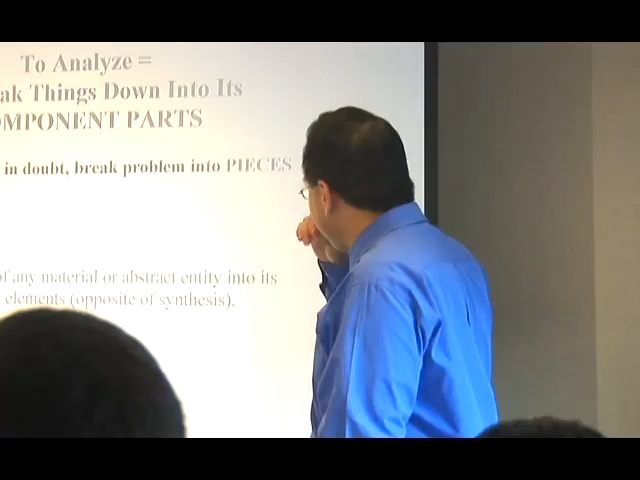 To Analyze =
ak Things Down Into Its
OMPONENT PARTS
in doubt, break problem into PIECES
of any material or abstract entity into its
elements (opposite of synthesis).